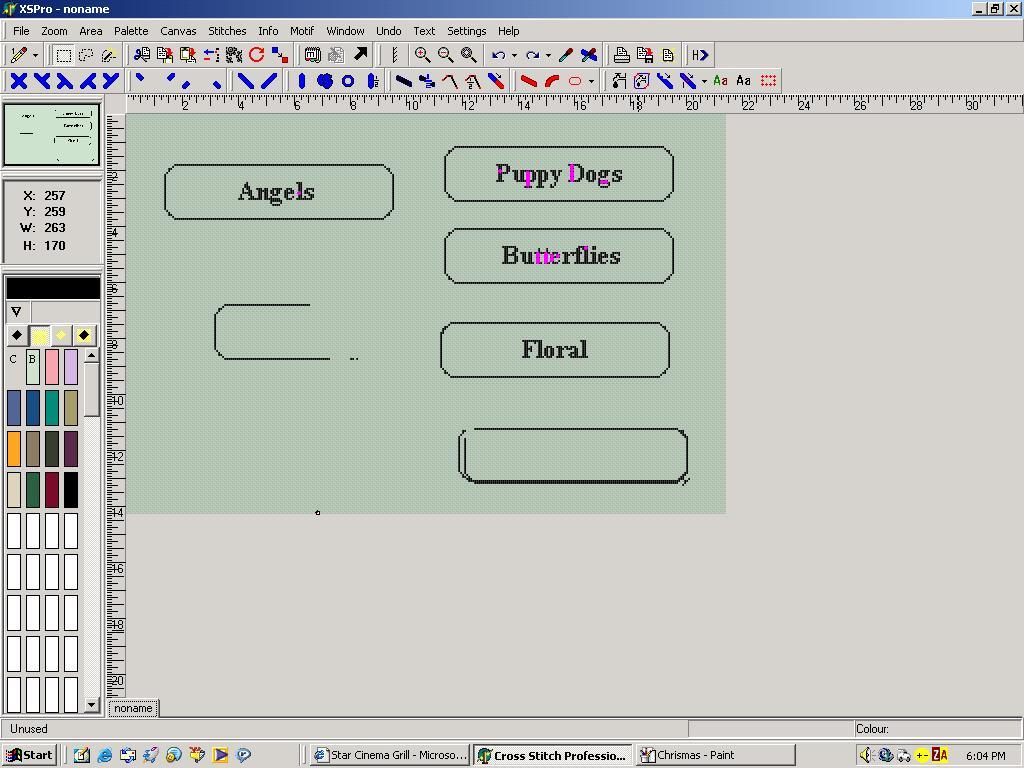 XSPro - noname
File Zoom Area Palette Canvas Stitches Info Motif Window Undo Text Settings Help
H
Aa Aa
2 4 6 8 10 12 14 16 18 20 22 24 26 28 30
2
4
6
8
10
12
14
16
18
20
Angels
Puppy Dogs
Butterflies
Floral
X: 257
Y: 259
W: 263
H: 170
C B
noname
Unused
Colour:
Start
Star Cinema Grill - Microso...
Cross Stitch Professio...
Chrismas - Paint
ZA
6:04 PM